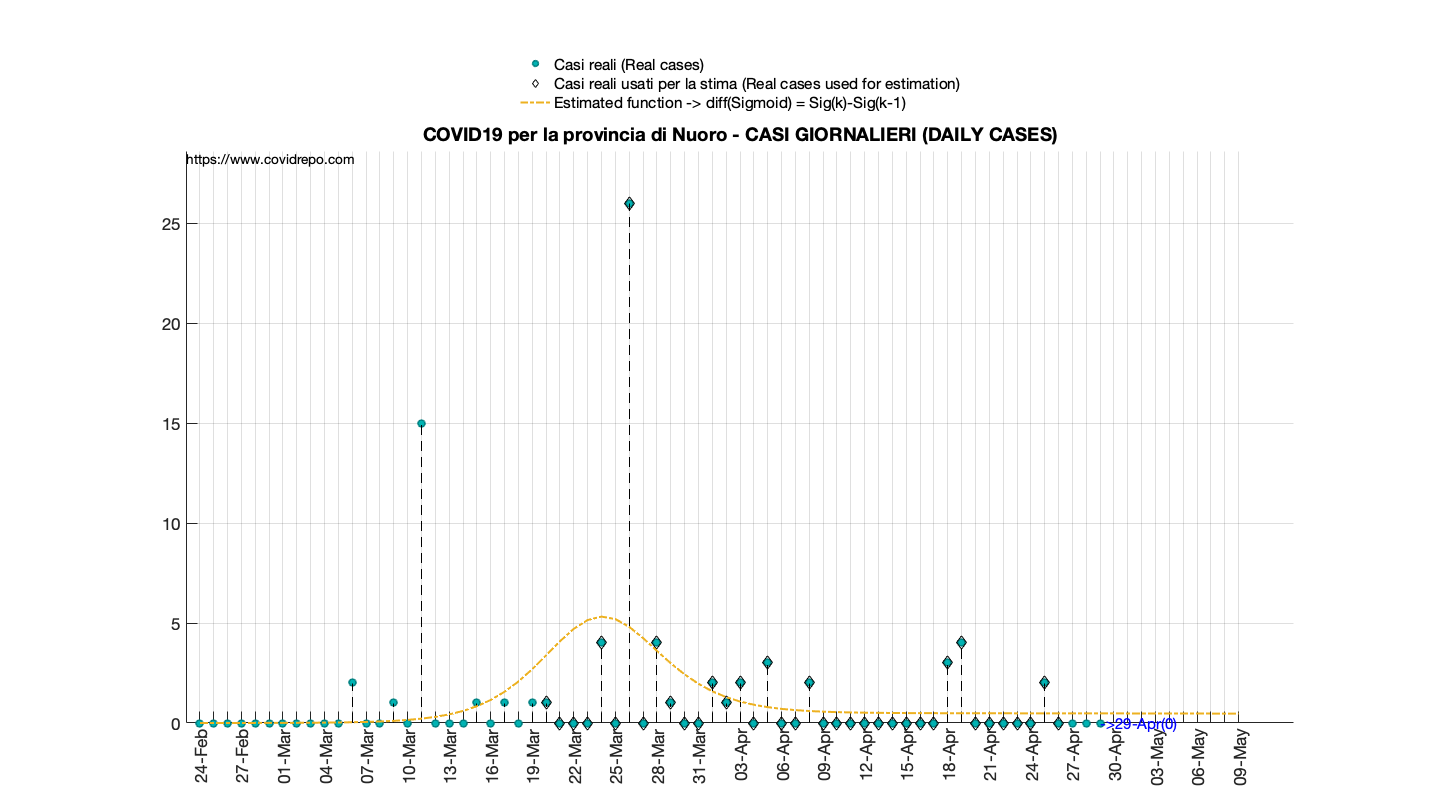 Casi reali (Real cases)
Casi reali usati per la stima (Real cases used for estimation)
Estimated function -> diff(Sigmoid) = Sig(k)-Sig(k-1)
COVID19 per la provincia di Nuoro - CASI GIORNALIERI (DAILY CASES)
https://www.covidrepo.com
25
20
15
10
5
0
->29-Apr(0)
24-Feb
27-Feb
01-Mar
04-Mar
07-Mar
10-Mar
13-Mar
16-Mar
19-Mar
22-Mar
25-Mar
28-Mar
31-Mar
03-Apr
06-Apr
09-Apr
12-Apr
15-Apr
18-Apr
21-Apr
24-Apr
27-Apr
30-Apr
03-May
06-May
09-May